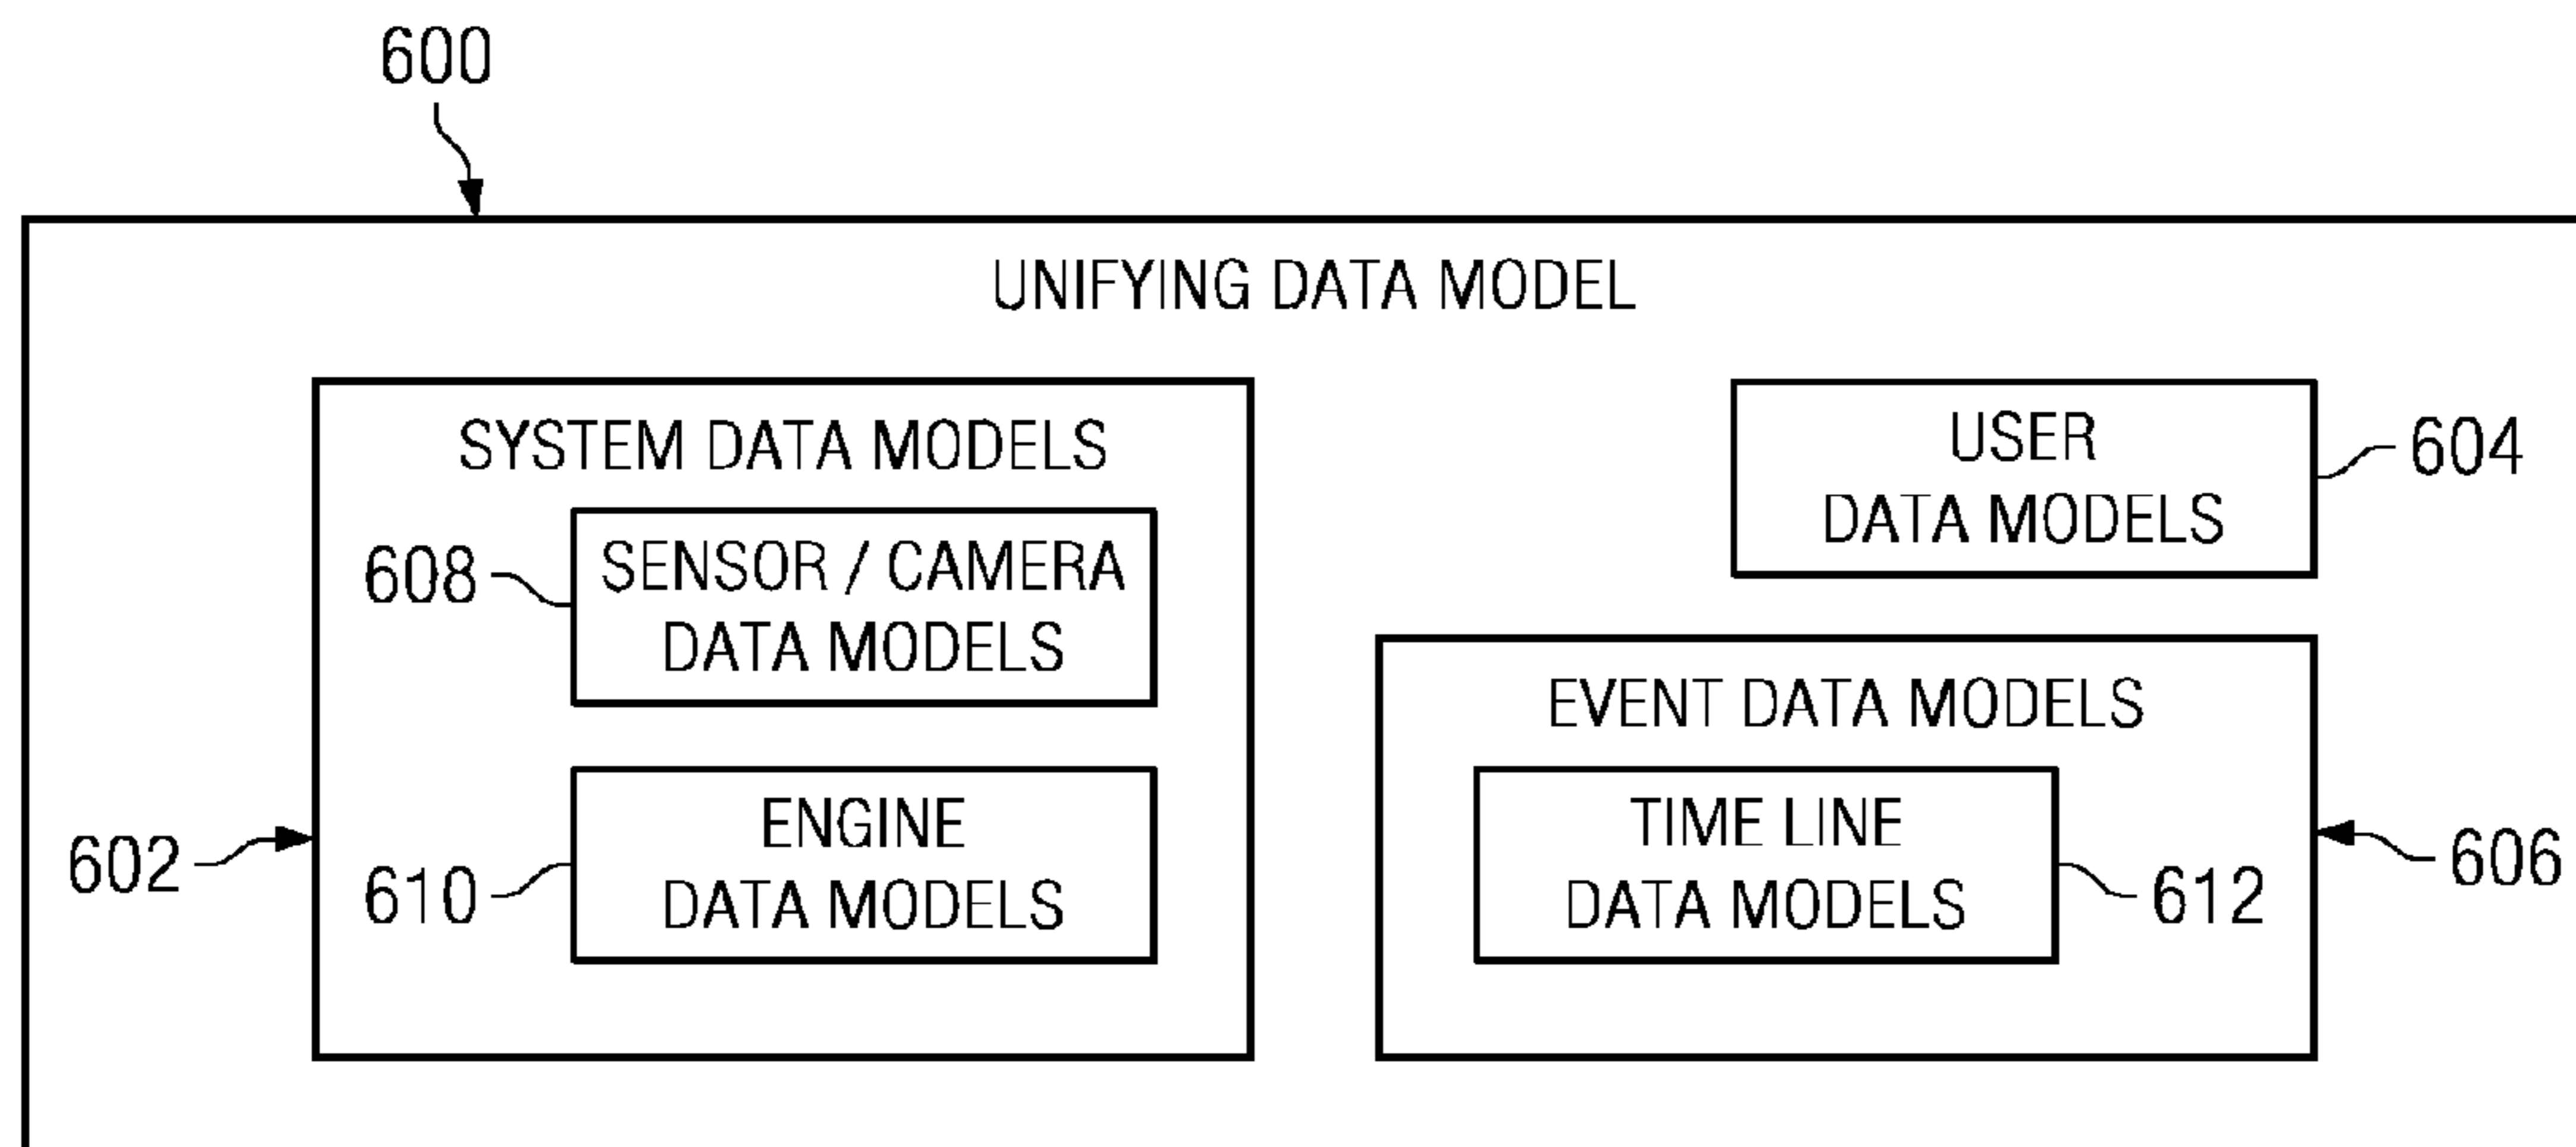 600
UNIFYING DATA MODEL
SYSTEM DATA MODELS
608
SENSOR / CAMERA
DATA MODELS
602
610
ENGINE
DATA MODELS
USER
DATA MODELS
604
EVENT DATA MODELS
TIME LINE
DATA MODELS
612
606